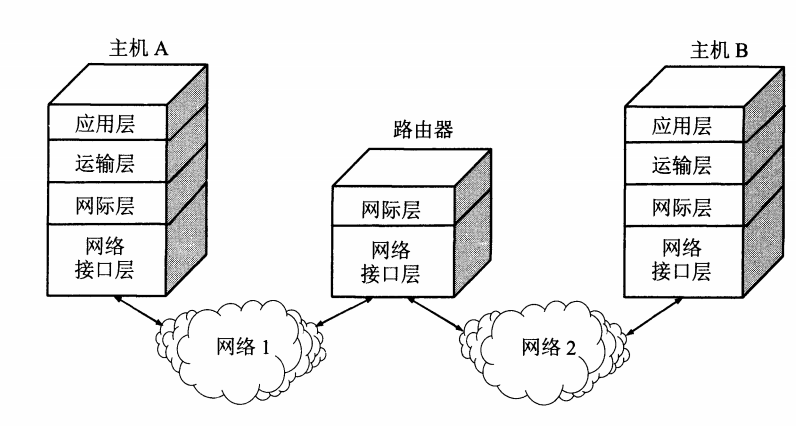 主机 A
应用层
运输层
网际层
网络
接口层
路由器
网际层
网络
接口层
主机 B
应用层
运输层
网际层
网络
接口层
网络 1
网络 2